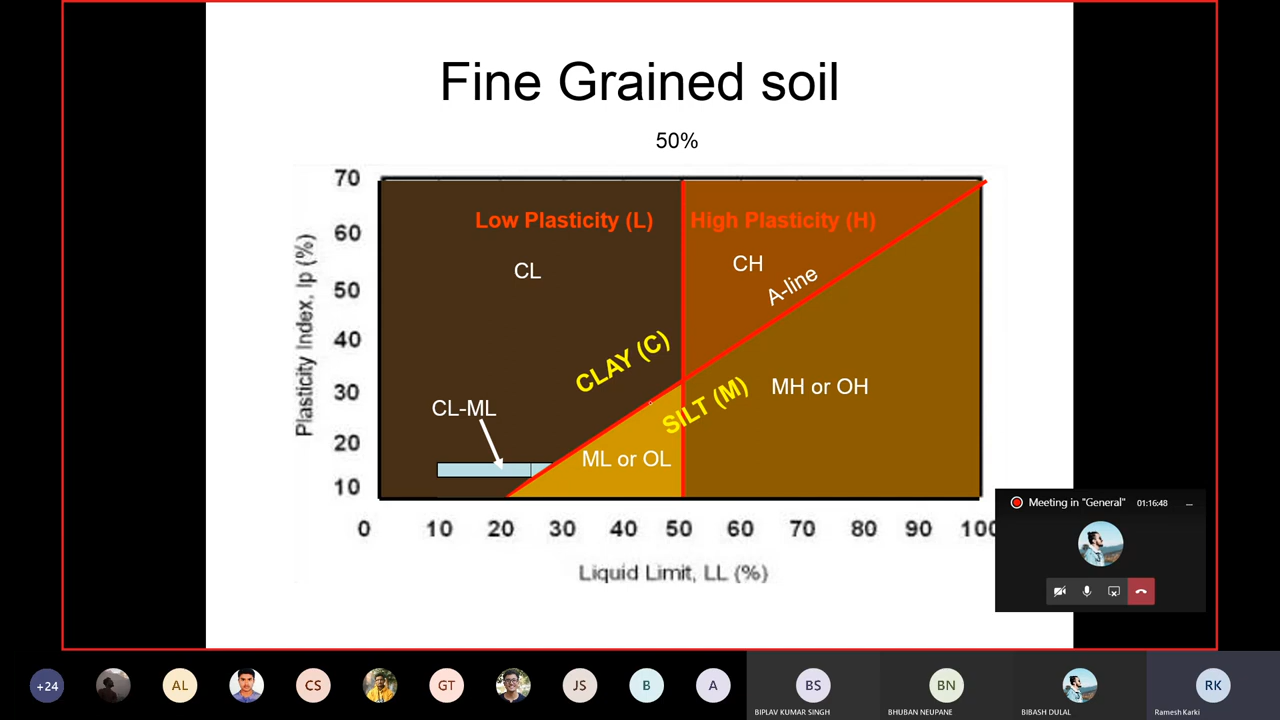 Fine Grained soil
50%
70
60
50
40
30
20
10
Plasticity Index, Ip (%)
Low Plasticity (L)
High Plasticity (H)
CL
CH
A-line
CLAY (C)
SILT (M)
MH or OH
CL-ML
ML or OL
0 10 20 30 40 50 60 70 80 90 100
Liquid Limit, LL (%)
Meeting in "General" 01:16:48
+24
AL
CS
GT
JS
B
A
BS
BIPLAV KUMAR SINGH
BN
BHUBAN NEUPANE
BIBASH DULAL
RK
Ramesh Karki